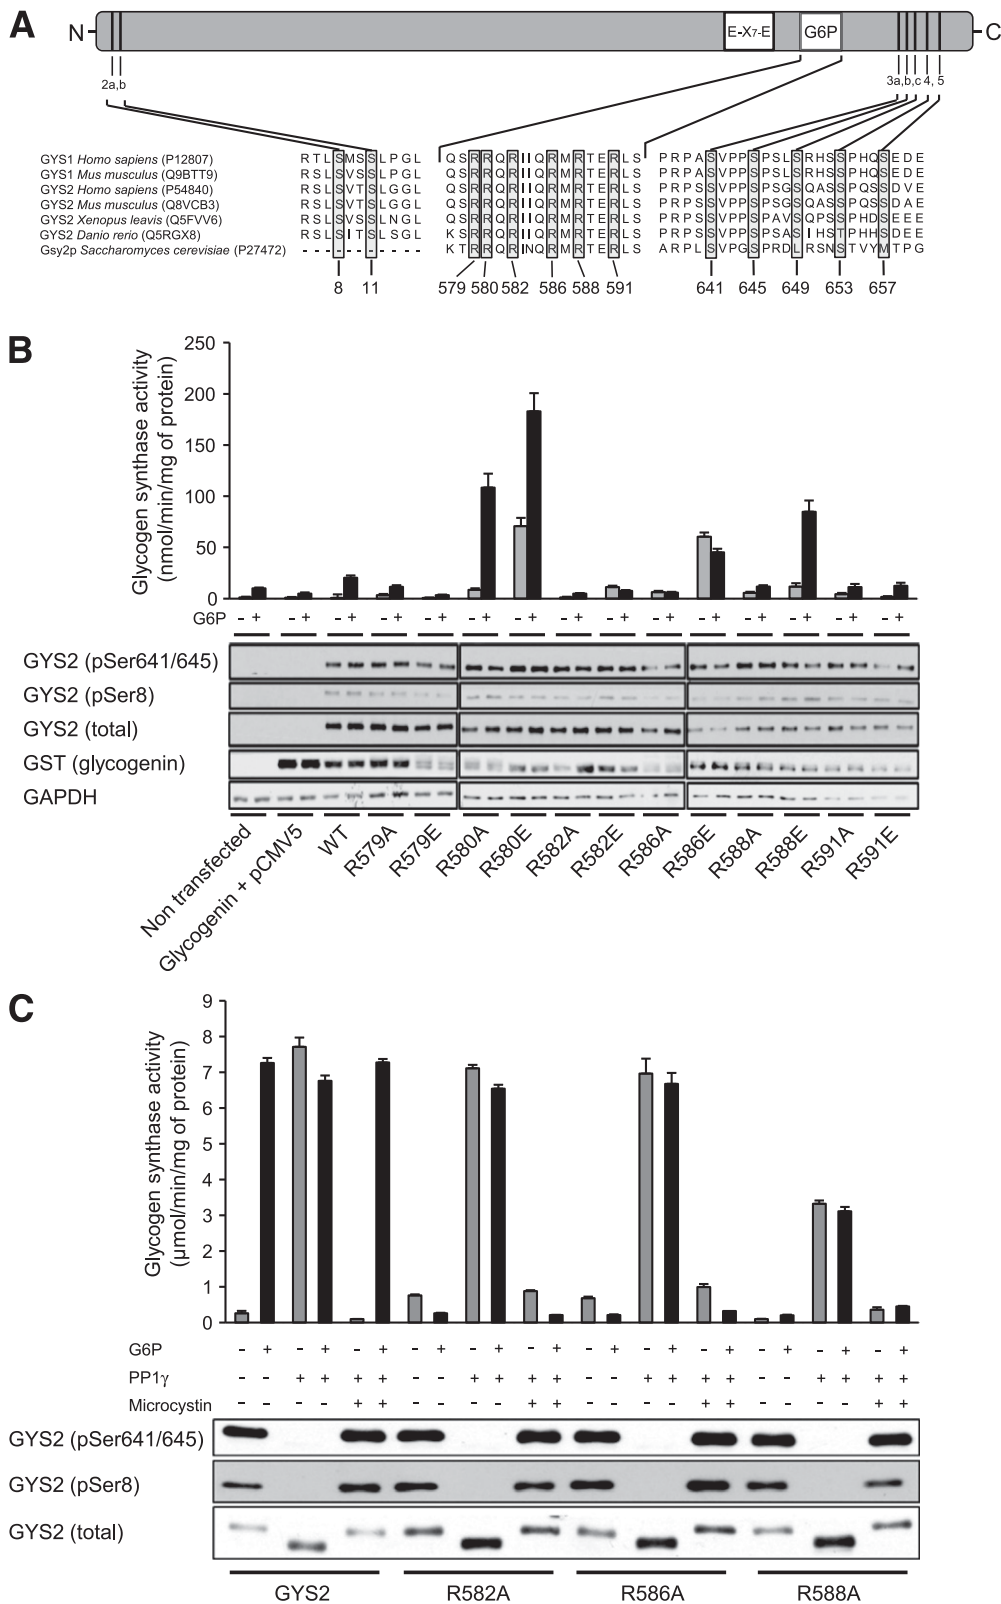 A
N
E-X7-E
G6P
C
2a,b
3a,b,c 4, 5
GYS1 Homo sapiens (P12807) RTLSMSSLPGL QSRRQRIIQRMRTERLS PRPASVPPSPSLSRHSSPHQSEDE
GYS1 Mus musculus (Q9BTT9) RSLSVSSLPGL QSRRQRIIQRMRTERLS PRPASVPPSPSLSRHSSPHQSEDE
GYS2 Homo sapiens (P54840) RSLSVTSLGGL QSRRQRIIQRMRTERLS PRPSSVPPSPSGSQASSPQSSDVE
GYS2 Mus musculus (Q8VCB3) RSLSVTSLGGL QSRRQRIIQRMRTERLS PRPSSVPPSPSGSQASSPQSSDAE
GYS2 Xenopus leavis (Q5FVV6) RSLSVSSLNGL QSRRQRIIQRMRTERLS PRPSSVPPSPAVSQPSSPHDSEEE
GYS2 Danio rerio (Q5RGX8) RSLSITSLSGL KSRRQRIIQRMRTERLS PRPSSVPPSPSASQIHSTPHHSDEE
Gsy2p Saccharomyces cerevisiae (P27472) ----------- KTRRQRINQRMRTERLS ARPLSVPGSPRDLRSNSTVYMTPG
8 11 579 580 582 586 588 591 641 645 649 653 657
B
Glycogen synthase activity
(nmol/min/mg of protein)
250
200
150
100
50
0
G6P - + - + - + - + - + - + - + - + - + - + - + - + - + - + - +
GYS2 (pSer641/645)
GYS2 (pSer8)
GYS2 (total)
GST (glycogenin)
GAPDH
Non transfected
Glycogenin + pCMV5
WT
R579A
R579E
R580A
R580E
R582A
R582E
R586A
R586E
R588A
R588E
R591A
R591E
C
Glycogen synthase activity
(µmol/min/mg of protein)
9
8
7
6
5
4
3
2
1
0
G6P - + - + - + - + - + - + - + - + - + - + - + - +
PP1γ - - + + + + - - + + + + - - + + + + - - + + + +
Microcystin - - - - + + - - - - + + - - - - + + - - - - + +
GYS2 (pSer641/645)
GYS2 (pSer8)
GYS2 (total)
GYS2 R582A R586A R588A